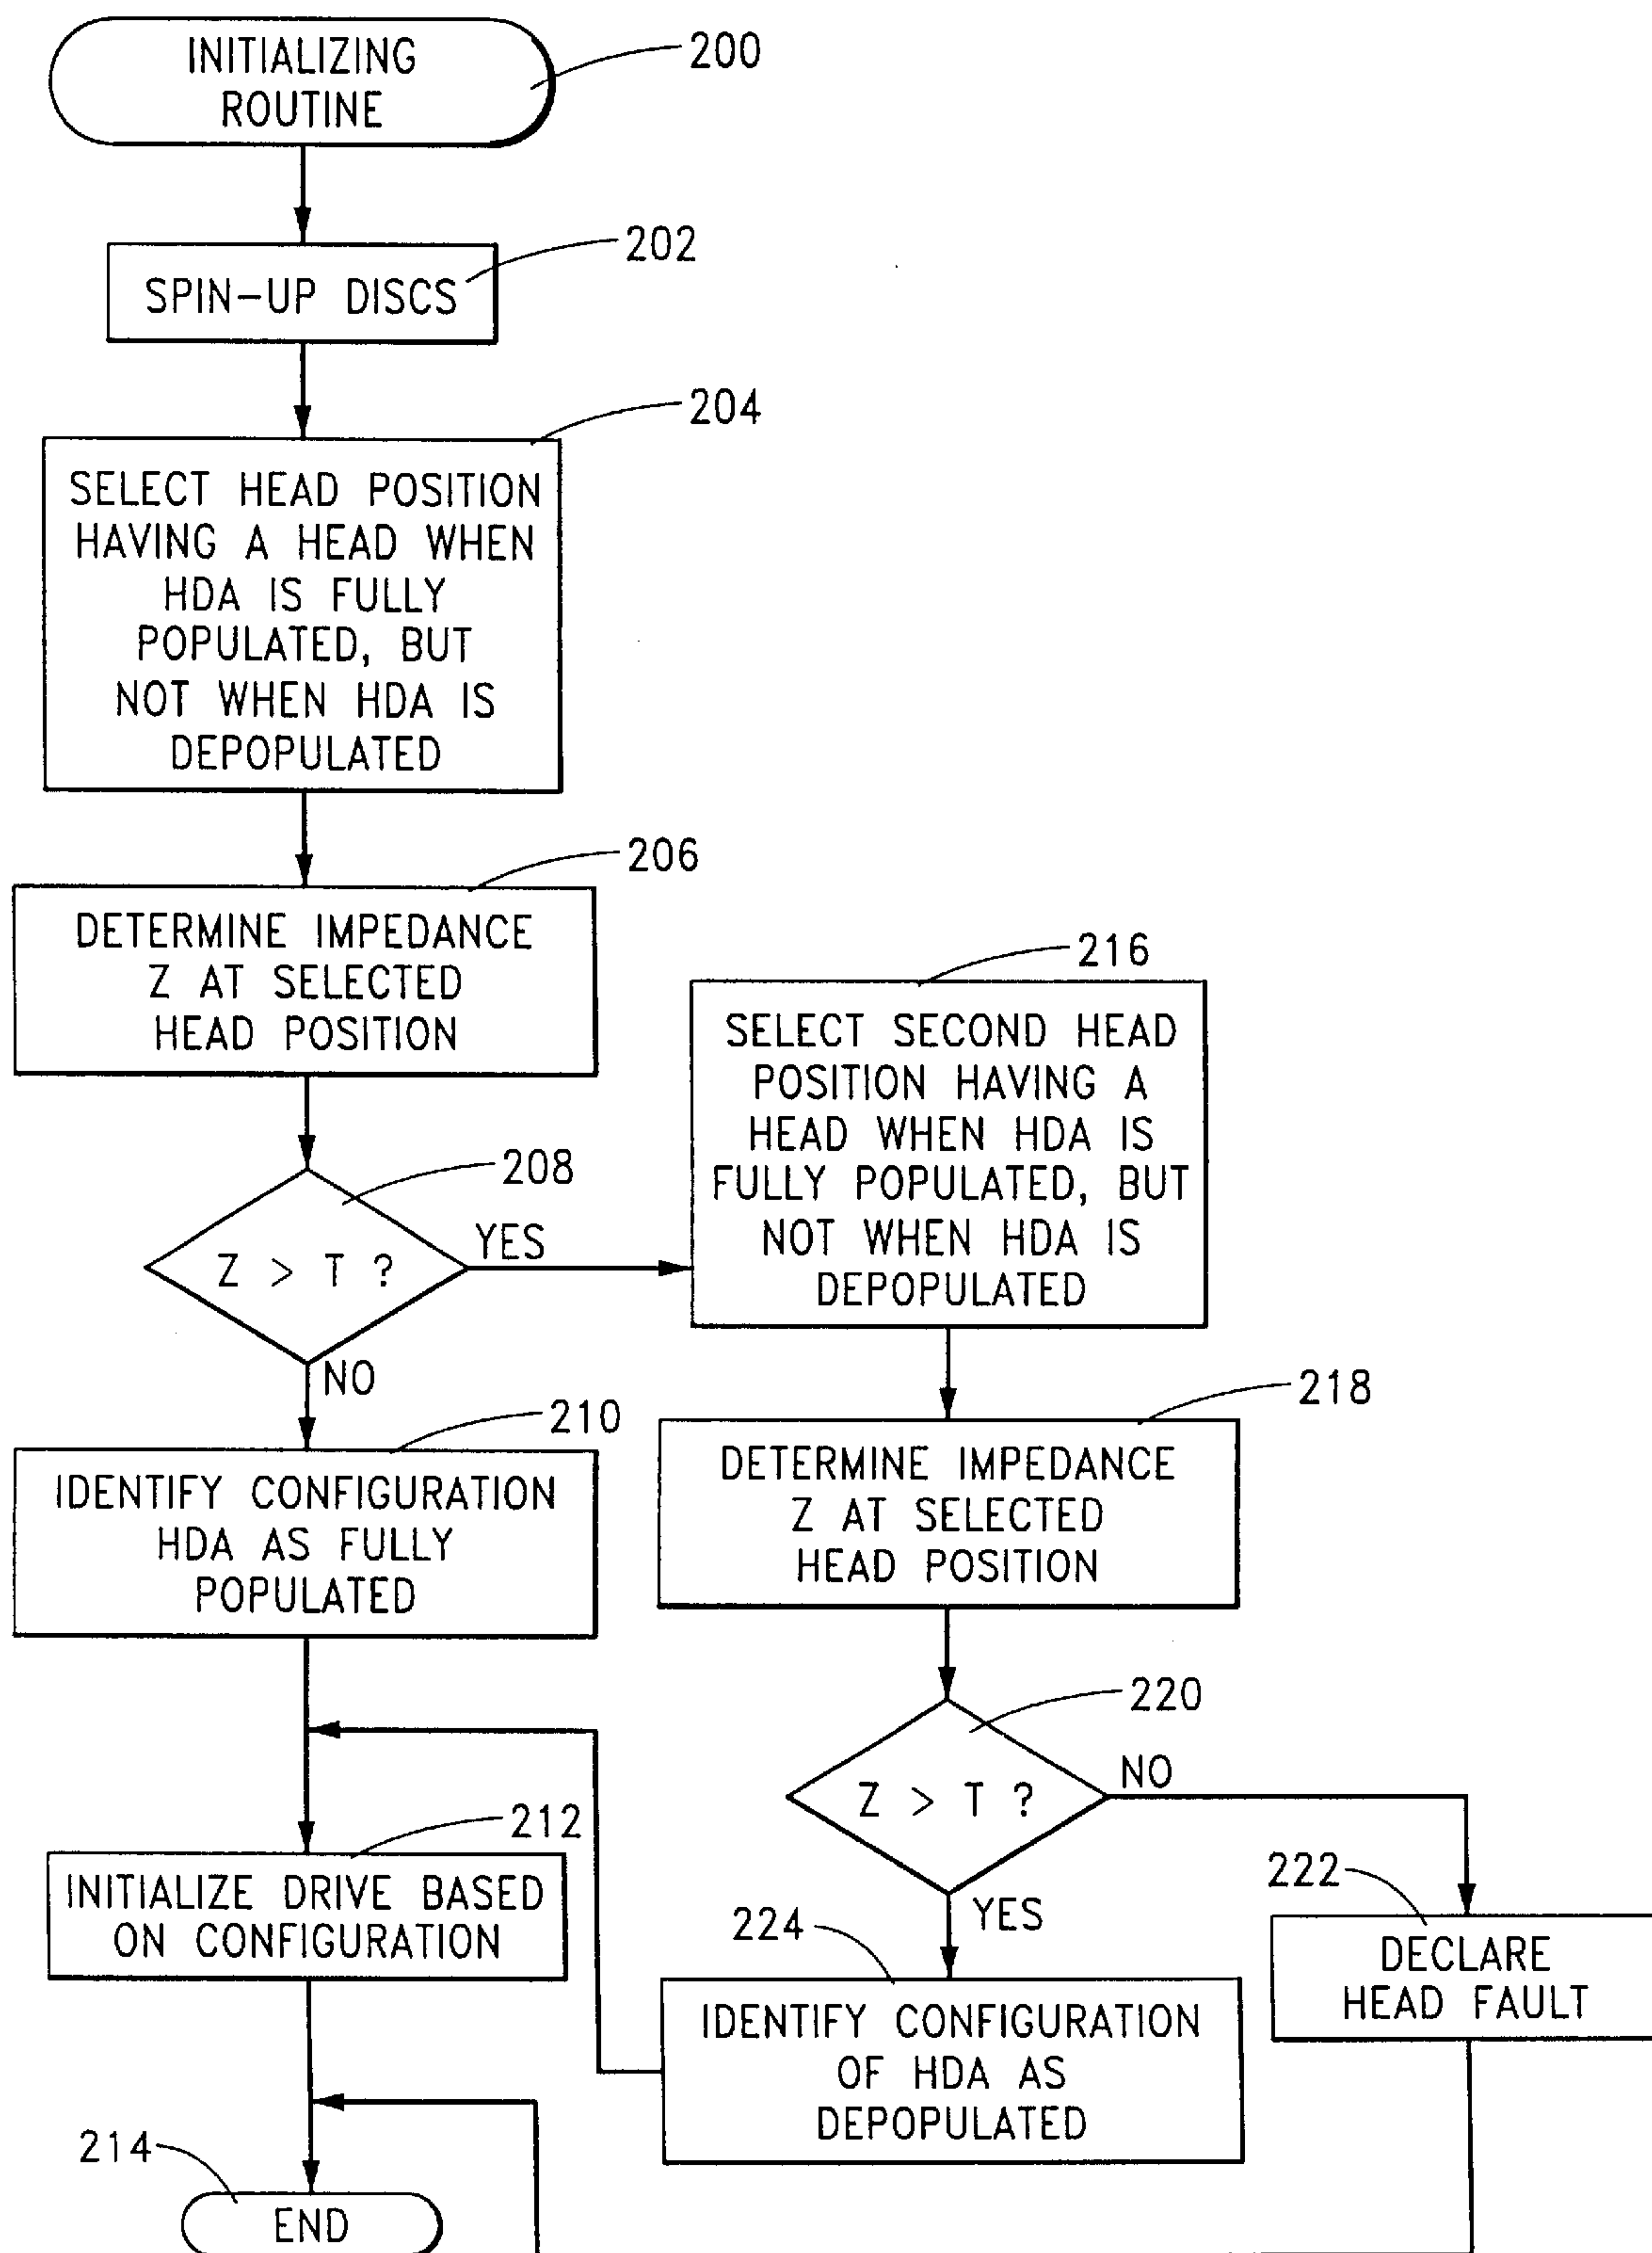 INITIALIZING
ROUTINE
200
SPIN-UP DISCS
202
204
SELECT HEAD POSITION
HAVING A HEAD WHEN
HDA IS FULLY
POPULATED, BUT
NOT WHEN HDA IS
DEPOPULATED
206
DETERMINE IMPEDANCE
Z AT SELECTED
HEAD POSITION
208
Z > T ?
YES
NO
210
IDENTIFY CONFIGURATION
HDA AS FULLY
POPULATED
212
INITIALIZE DRIVE BASED
ON CONFIGURATION
214
END
216
SELECT SECOND HEAD
POSITION HAVING A
HEAD WHEN HDA IS
FULLY POPULATED, BUT
NOT WHEN HDA IS
DEPOPULATED
218
DETERMINE IMPEDANCE
Z AT SELECTED
HEAD POSITION
220
Z > T ?
NO
YES
222
DECLARE
HEAD FAULT
224
IDENTIFY CONFIGURATION
OF HDA AS
DEPOPULATED